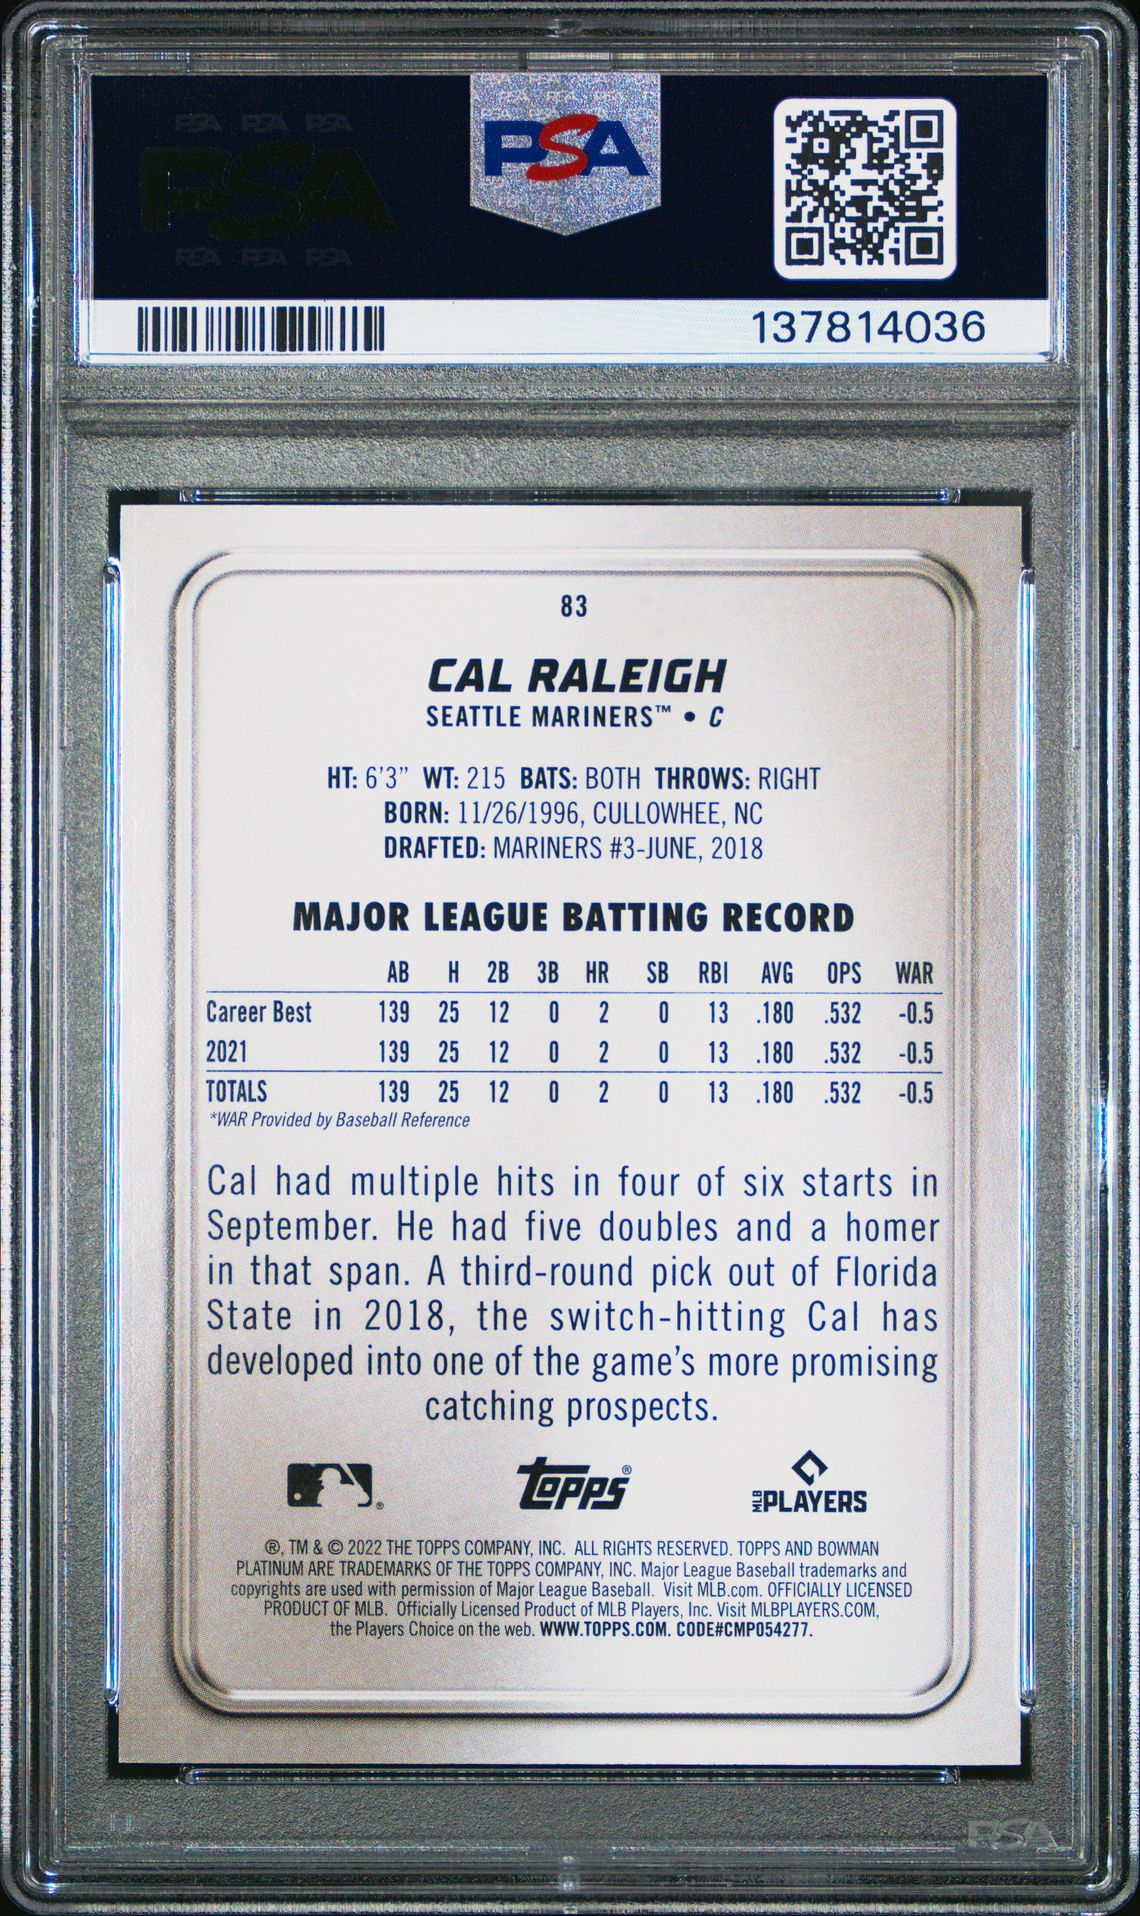 PSA PSA PSA
PSA
PSA PSA PSA
PSA
137814036
83
CAL RALEIGH
SEATTLE MARINERS™ • C
HT: 6'3" WT: 215 BATS: BOTH THROWS: RIGHT
BORN: 11/26/1996, CULLOWHEE, NC
DRAFTED: MARINERS #3-JUNE, 2018
MAJOR LEAGUE BATTING RECORD
AB H 2B 3B HR SB RBI AVG OPS WAR
Career Best 139 25 12 0 2 0 13 .180 .532 -0.5
2021 139 25 12 0 2 0 13 .180 .532 -0.5
TOTALS 139 25 12 0 2 0 13 .180 .532 -0.5
*WAR Provided by Baseball Reference
Cal had multiple hits in four of six starts in
September. He had five doubles and a homer
in that span. A third-round pick out of Florida
State in 2018, the switch-hitting Cal has
developed into one of the game's more promising
catching prospects.
®
Topps®
MLB PLAYERS
®, TM & © 2022 THE TOPPS COMPANY, INC. ALL RIGHTS RESERVED. TOPPS AND BOWMAN
PLATINUM ARE TRADEMARKS OF THE TOPPS COMPANY, INC. Major League Baseball trademarks and
copyrights are used with permission of Major League Baseball. Visit MLB.com. OFFICIALLY LICENSED
PRODUCT OF MLB. Officially Licensed Product of MLB Players, Inc. Visit MLBPLAYERS.COM,
the Players Choice on the web. WWW.TOPPS.COM. CODE#CMP054277.
PSA